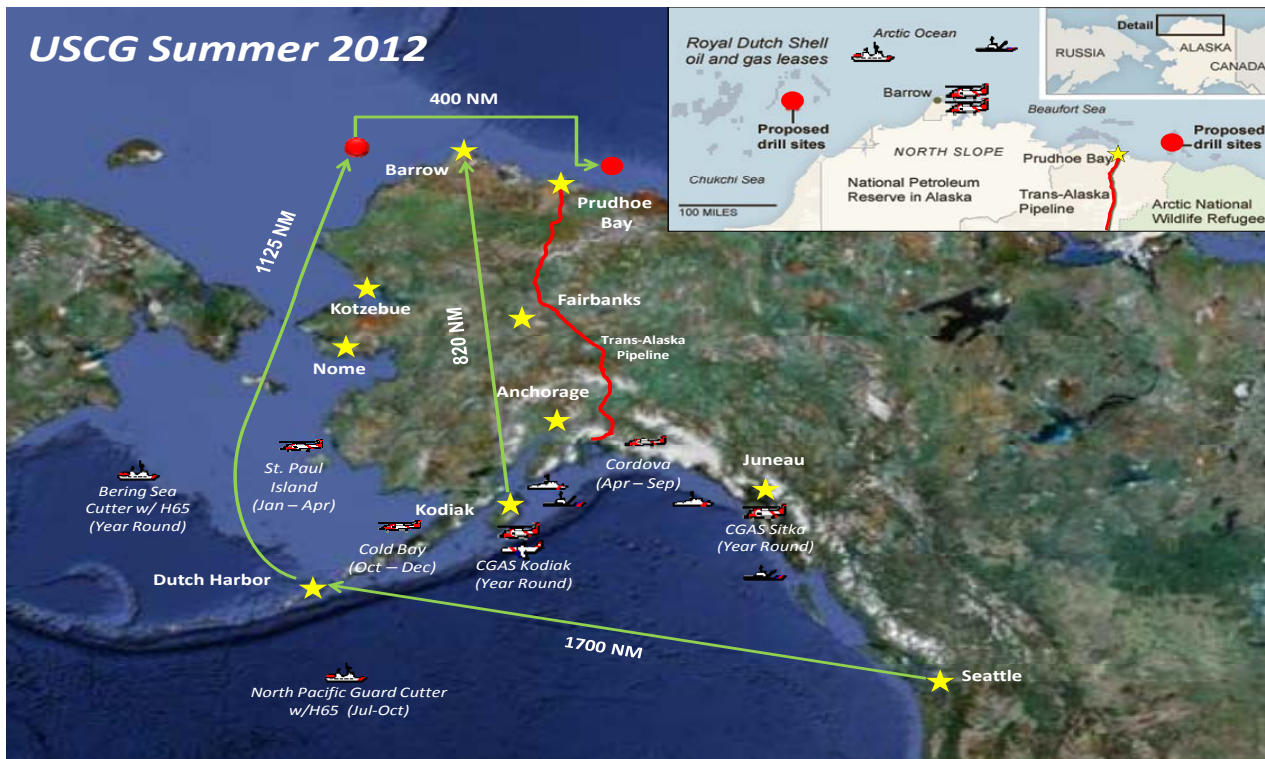 USCG Summer 2012
400 NM
Barrow
Prudhoe
Bay
1125 NM
Kotzebue
Fairbanks
820 NM
Trans-Alaska
Pipeline
Nome
Anchorage
St. Paul
Island
(Jan – Apr)
Cordova
(Apr – Sep)
Juneau
Bering Sea
Cutter w/ H65
(Year Round)
Kodiak
CGAS Sitka
(Year Round)
Cold Bay
(Oct – Dec)
CGAS Kodiak
(Year Round)
Dutch Harbor
1700 NM
Seattle
North Pacific Guard Cutter
w/H65 (Jul-Oct)
Royal Dutch Shell
oil and gas leases
Arctic Ocean
Detail
RUSSIA
ALASKA
CANADA
Barrow
Beaufort Sea
Proposed
drill sites
Proposed
drill sites
NORTH SLOPE
Prudhoe Bay
Chukchi Sea
National Petroleum
Reserve in Alaska
Trans-Alaska
Pipeline
Arctic National
Wildlife Refugee
100 MILES